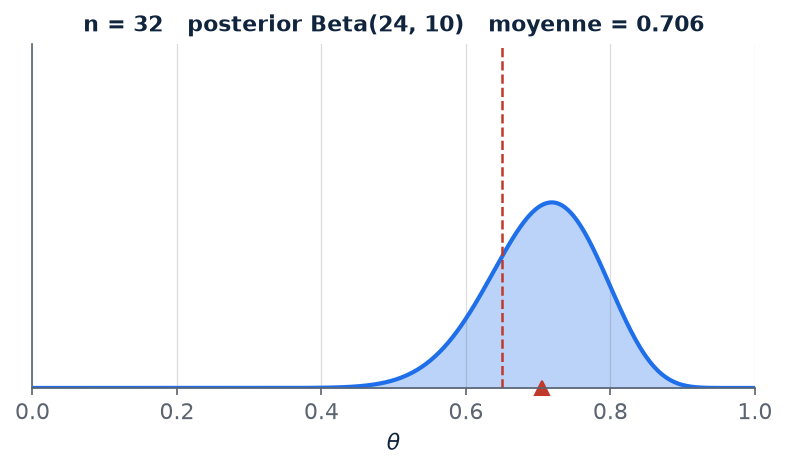 n = 32   posterior Beta(24, 10)   moyenne = 0.706
0.0 0.2 0.4 0.6 0.8 1.0
θ